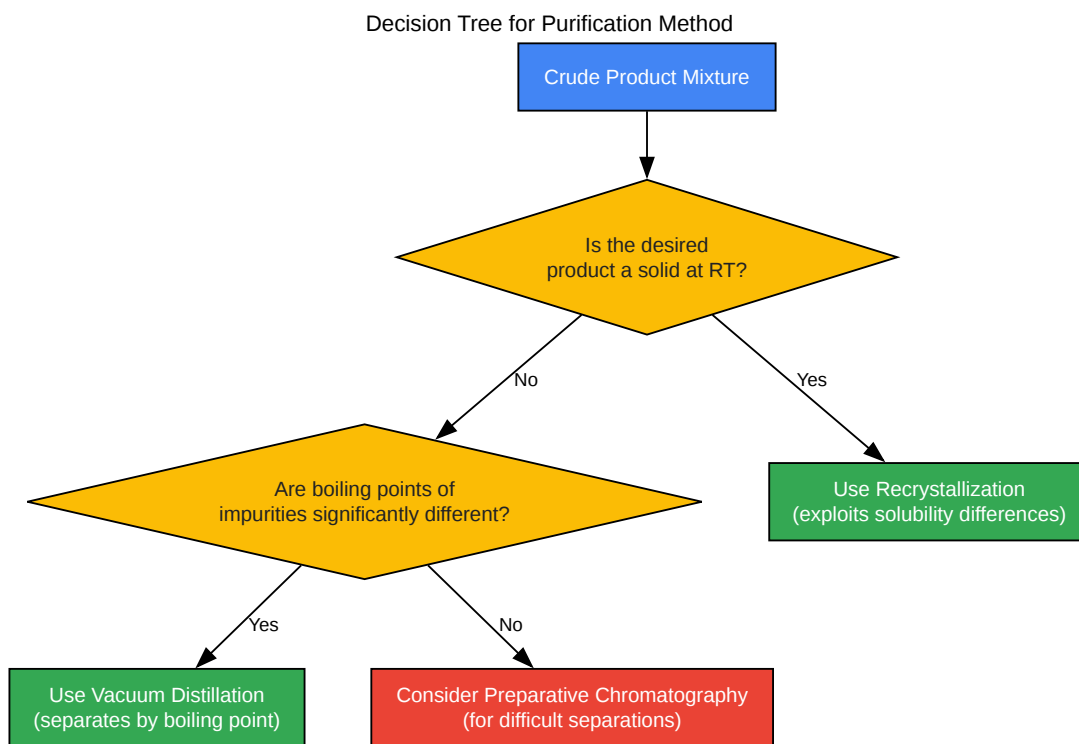 Decision Tree for Purification Method
Crude Product Mixture
Is the desired
product a solid at RT?
No
Yes
Are boiling points of
impurities significantly different?
Use Recrystallization
(exploits solubility differences)
Yes
No
Use Vacuum Distillation
(separates by boiling point)
Consider Preparative Chromatography
(for difficult separations)